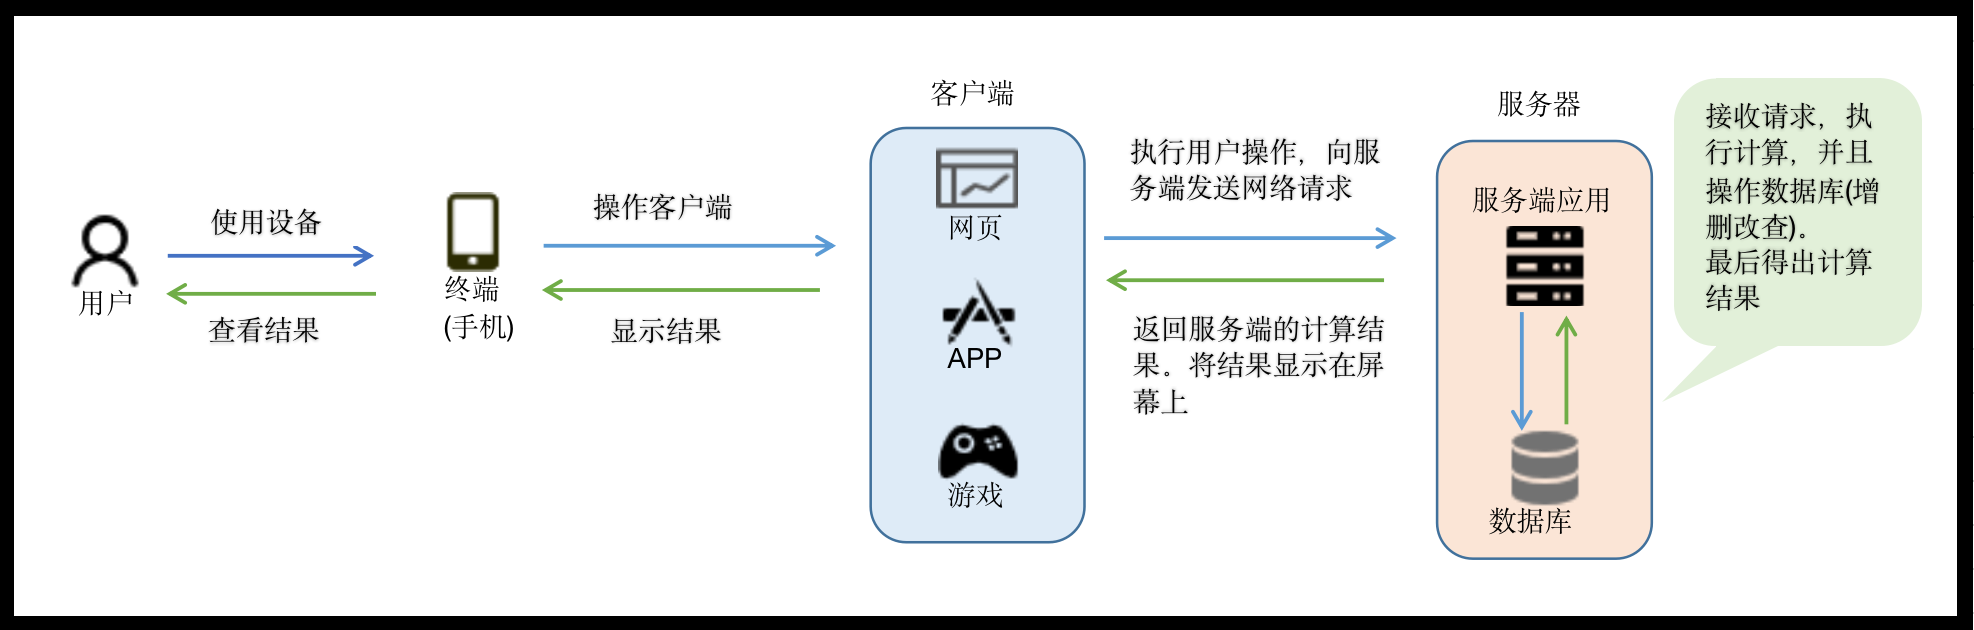 客户端
服务器
接收请求，执
行计算，并且
操作数据库(增
删改查)。
最后得出计算
结果
执行用户操作，向服
务端发送网络请求
使用设备
操作客户端
网页
服务端应用
用户
终端
(手机)
查看结果
显示结果
APP
返回服务端的计算结
果。将结果显示在屏
幕上
游戏
数据库